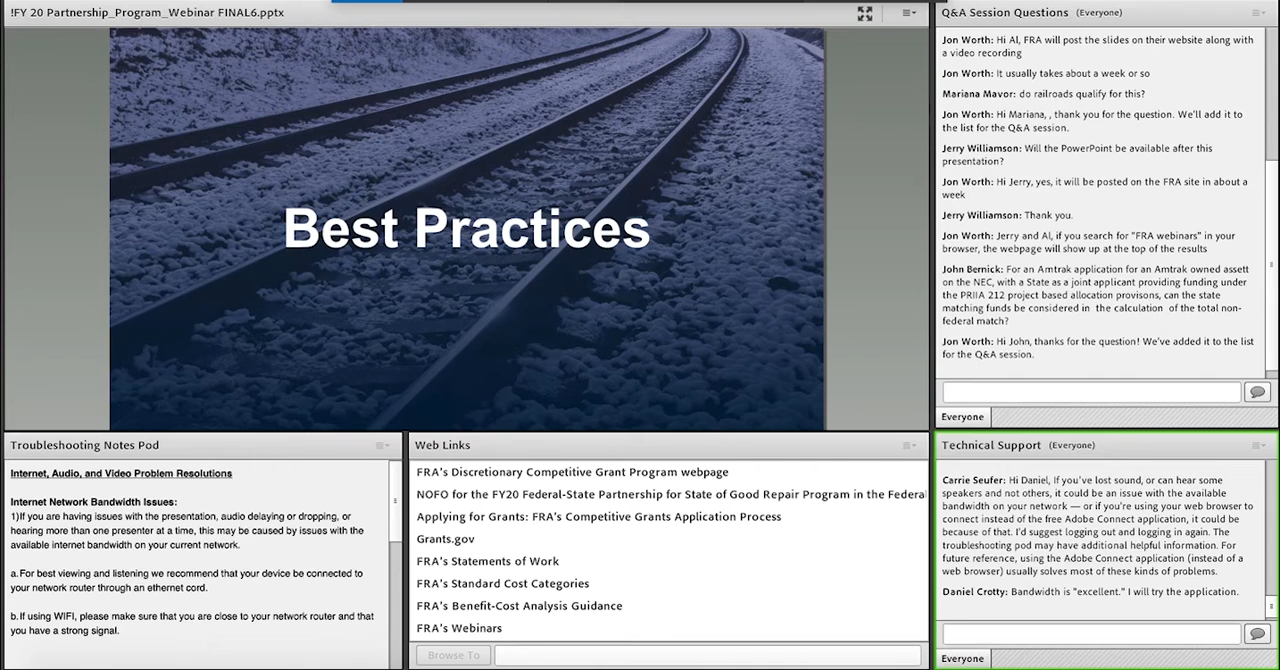 !FY 20 Partnership_Program_Webinar FINAL6.pptx
Best Practices
Q&A Session Questions (Everyone)
Jon Worth: Hi Al, FRA will post the slides on their website along with
a video recording
Jon Worth: It usually takes about a week or so
Mariana Mavor: do railroads qualify for this?
Jon Worth: Hi Mariana, , thank you for the question. We'll add it to
the list for the Q&A session.
Jerry Williamson: Will the PowerPoint be available after this
presentation?
Jon Worth: Hi Jerry, yes, it will be posted on the FRA site in about a
week
Jerry Williamson: Thank you.
Jon Worth: Jerry and Al, if you search for "FRA webinars" in your
browser, the webpage will show up at the top of the results
John Bernick: For an Amtrak application for an Amtrak owned assett
on the NEC, with a State as a joint applicant providing funding under
the PRIIA 212 project based allocation provisons, can the state
matching funds be considered in the calculation of the total non-
federal match?
Jon Worth: Hi John, thanks for the question! We've added it to the list
for the Q&A session.
Everyone
Troubleshooting Notes Pod
Internet, Audio, and Video Problem Resolutions
Internet Network Bandwidth Issues:
1)If you are having issues with the presentation, audio delaying or dropping, or
hearing more than one presenter at a time, this may be caused by issues with the
available internet bandwidth on your current network.
a.For best viewing and listening we recommend that your device be connected to
your network router through an ethernet cord.
b.If using WIFI, please make sure that you are close to your network router and that
you have a strong signal.
Web Links
FRA's Discretionary Competitive Grant Program webpage
NOFO for the FY20 Federal-State Partnership for State of Good Repair Program in the Federal
Applying for Grants: FRA's Competitive Grants Application Process
Grants.gov
FRA's Statements of Work
FRA's Standard Cost Categories
FRA's Benefit-Cost Analysis Guidance
FRA's Webinars
Browse To
Technical Support (Everyone)
Carrie Seufer: Hi Daniel, If you've lost sound, or can hear some
speakers and not others, it could be an issue with the available
bandwidth on your network — or if you're using your web browser to
connect instead of the free Adobe Connect application, it could be
because of that. I'd suggest logging out and logging in again. The
troubleshooting pod may have additional helpful information. For
future reference, using the Adobe Connect application (instead of a
web browser) usually solves most of these kinds of problems.
Daniel Crotty: Bandwidth is "excellent." I will try the application.
Everyone